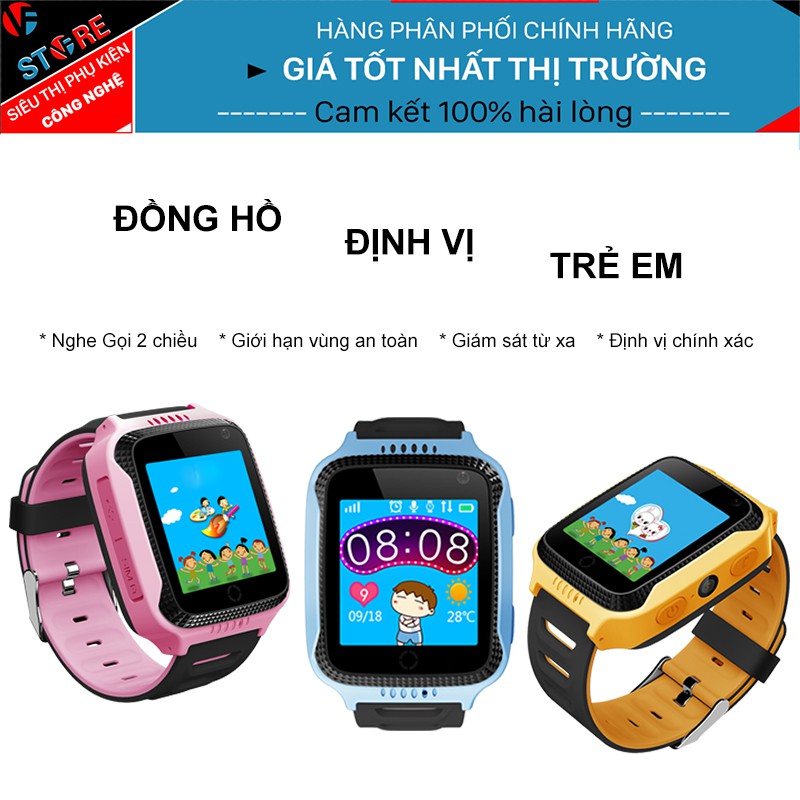 VF
STORE
SIÊU THỊ PHỤ KIỆN
CÔNG NGHỆ
HÀNG PHÂN PHỐI CHÍNH HÃNG
► GIÁ TỐT NHẤT THỊ TRƯỜNG
------- Cam kết 100% hài lòng -------
ĐỒNG HỒ
ĐỊNH VỊ
TRẺ EM
* Nghe Gọi 2 chiều * Giới hạn vùng an toàn * Giám sát từ xa * Định vị chính xác
08:08
9
09/18
28℃